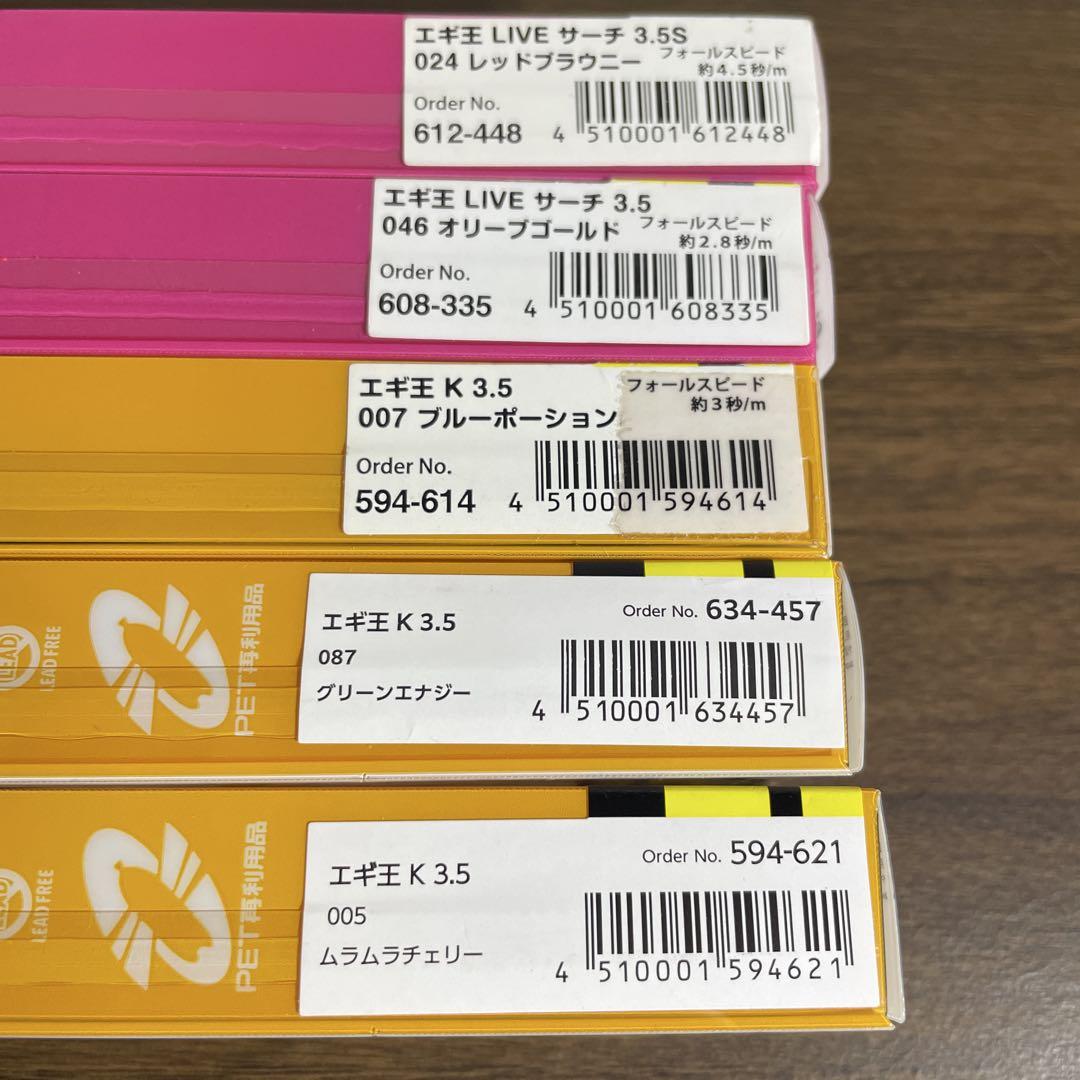 エギ王 LIVE サーチ 3.5S
024 レッドブラウニー フォールスピード
約4.5秒/m
Order No.
612-448 4 510001 612448
エギ王 LIVE サーチ 3.5
046 オリーブゴールド フォールスピード
約2.8秒/m
Order No.
608-335 4 510001 608335
エギ王 K 3.5 フォールスピード
007 ブルーポーション 約3秒/m
Order No.
594-614 4 510001 594614
LEAD
LEAD FREE
PET再利用品
エギ王 K 3.5 Order No. 634-457
087
グリーンエナジー
4 510001 634457
LEAD
LEAD FREE
PET再利用品
エギ王 K 3.5 Order No. 594-621
005
ムラムラチェリー
4 510001 594621